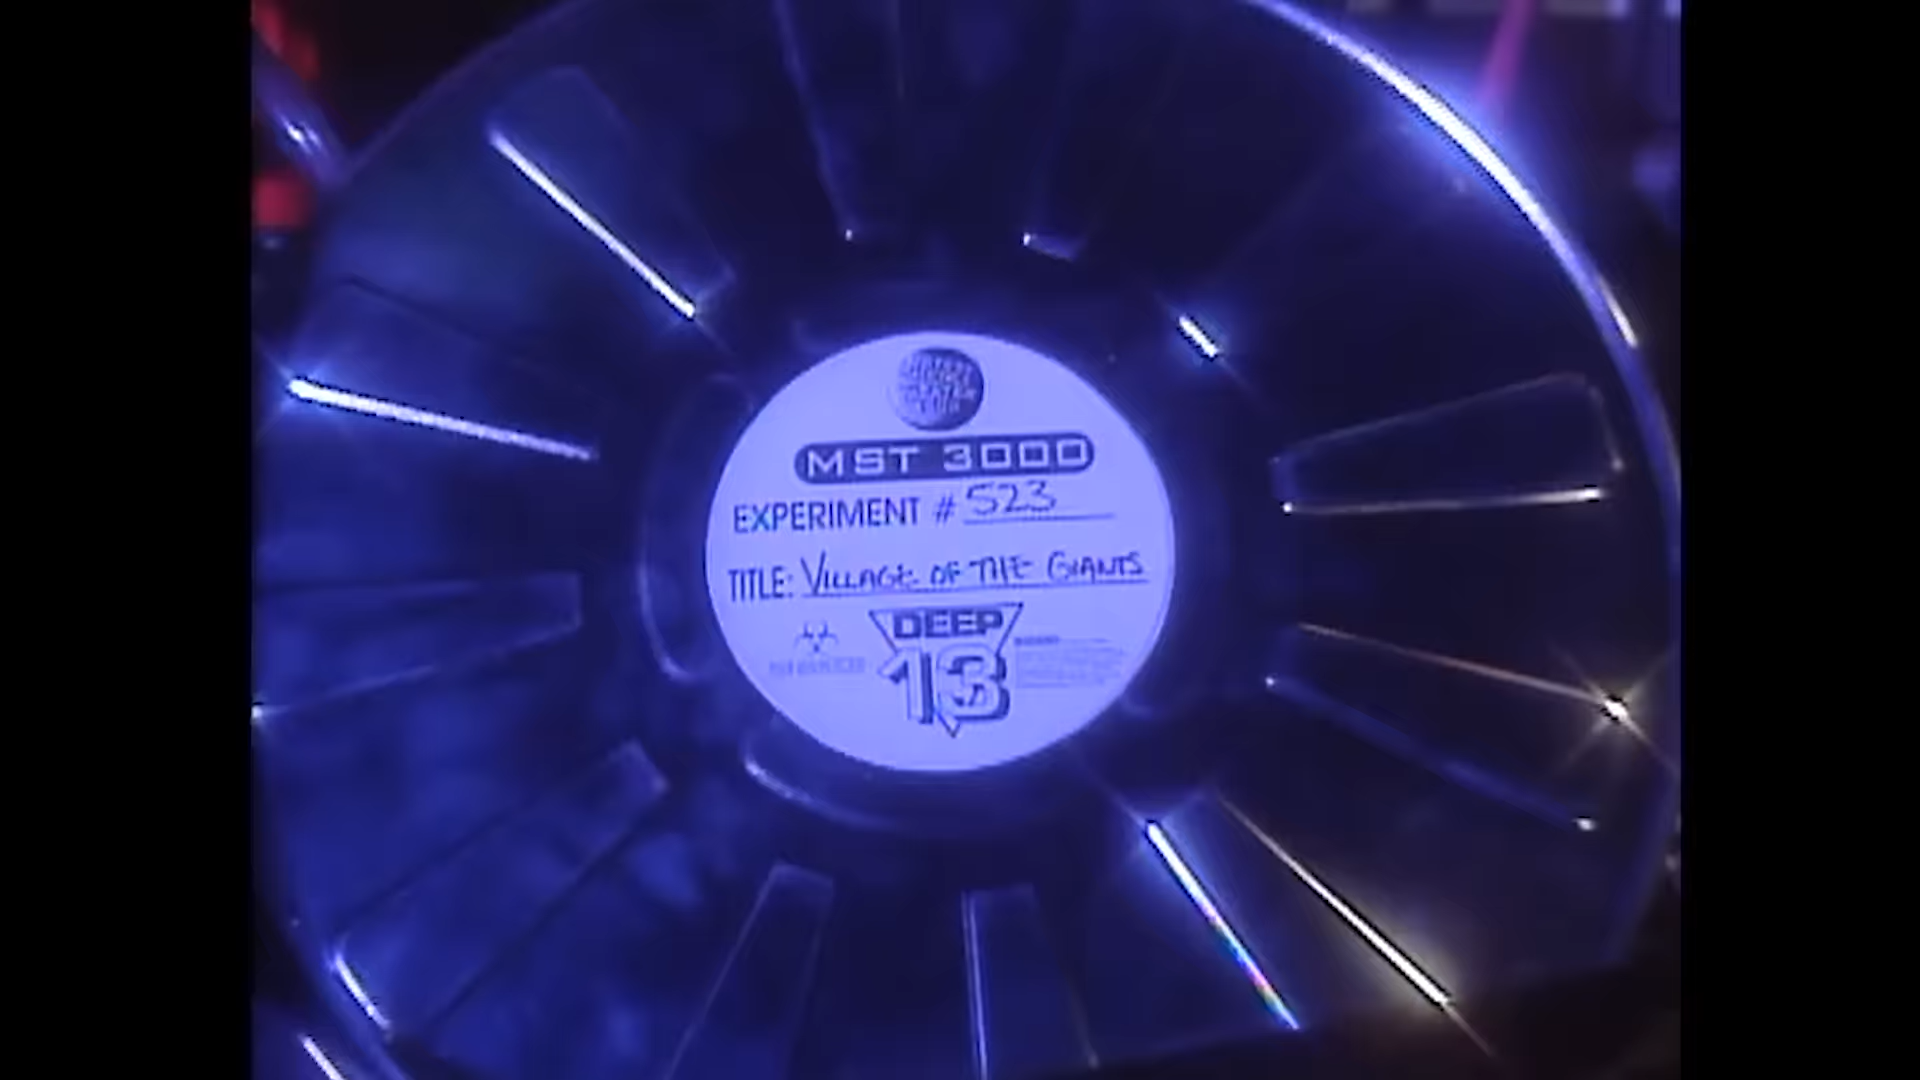 MST 3000
EXPERIMENT # 523
TITLE: VILLAGE OF THE GIANTS
DEEP
13